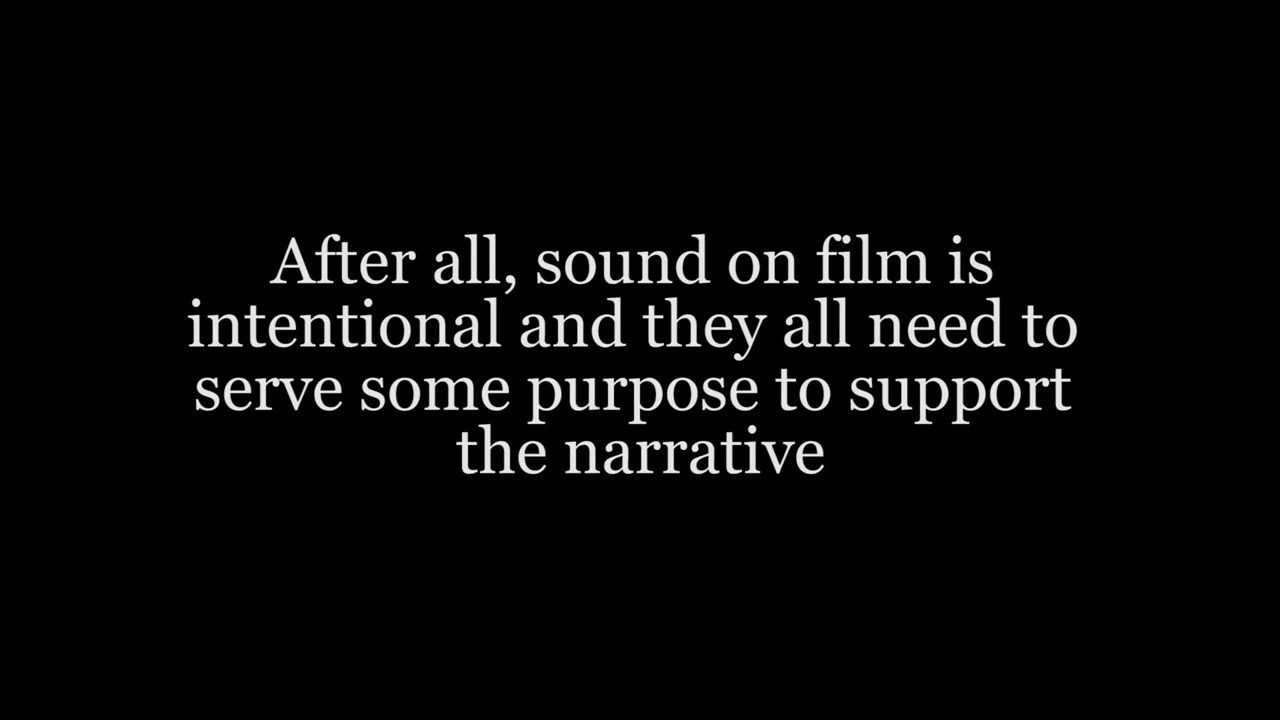 After all, sound on film is
intentional and they all need to
serve some purpose to support
the narrative